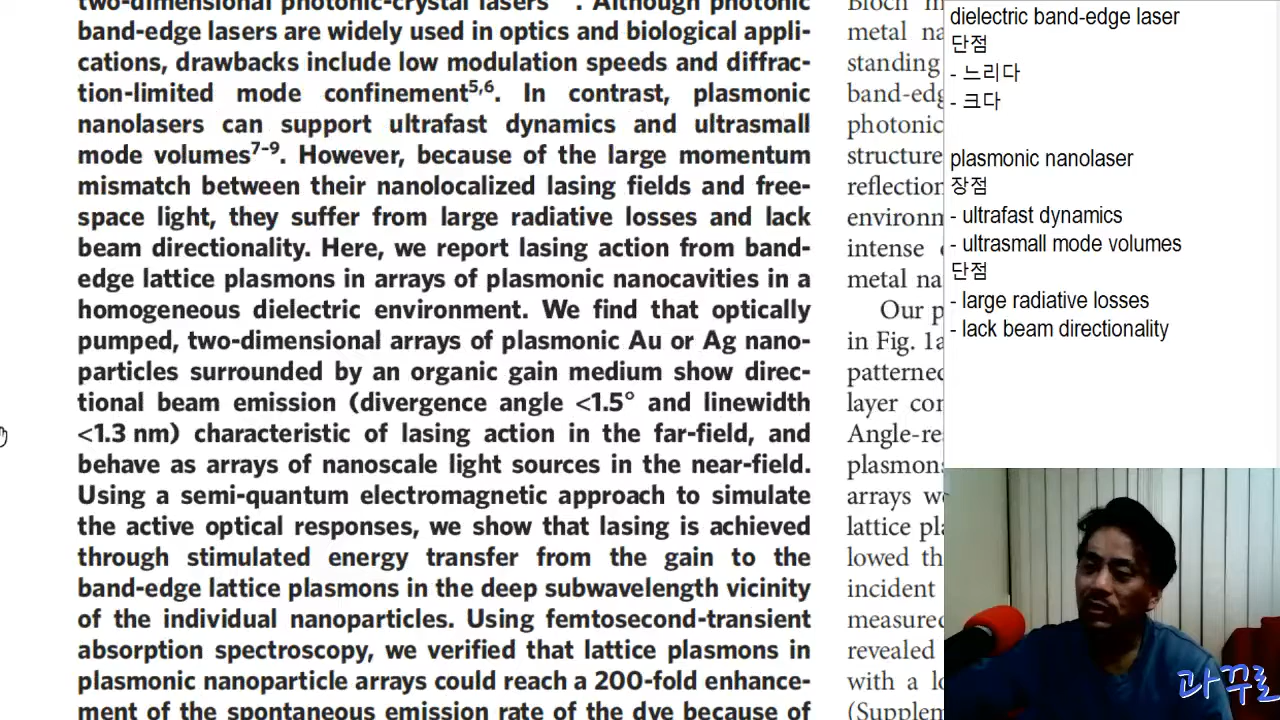 two-dimensional photonic-crystal lasers
. Although photonic
band-edge lasers are widely used in optics and biological appli-
cations, drawbacks include low modulation speeds and diffrac-
tion-limited mode confinement5,6. In contrast, plasmonic
nanolasers can support ultrafast dynamics and ultrasmall
mode volumes7–9. However, because of the large momentum
mismatch between their nanolocalized lasing fields and free-
space light, they suffer from large radiative losses and lack
beam directionality. Here, we report lasing action from band-
edge lattice plasmons in arrays of plasmonic nanocavities in a
homogeneous dielectric environment. We find that optically
pumped, two-dimensional arrays of plasmonic Au or Ag nano-
particles surrounded by an organic gain medium show direc-
tional beam emission (divergence angle <1.5° and linewidth
<1.3 nm) characteristic of lasing action in the far-field, and
behave as arrays of nanoscale light sources in the near-field.
Using a semi-quantum electromagnetic approach to simulate
the active optical responses, we show that lasing is achieved
through stimulated energy transfer from the gain to the
band-edge lattice plasmons in the deep subwavelength vicinity
of the individual nanoparticles. Using femtosecond-transient
absorption spectroscopy, we verified that lattice plasmons in
plasmonic nanoparticle arrays could reach a 200-fold enhance-
ment of the spontaneous emission rate of the dye because of
Bloch m
metal na
standing
band-edg
photonic
structure
reflection
environm
intense
metal na
Our p
in Fig. 1a
patterned
layer con
Angle-re
plasmons
arrays we
lattice pla
lowed th
incident
measured
revealed
with a lo
(Supplem
dielectric band-edge laser
단점
- 느리다
- 크다
plasmonic nanolaser
장점
- ultrafast dynamics
- ultrasmall mode volumes
단점
- large radiative losses
- lack beam directionality
과꾸로